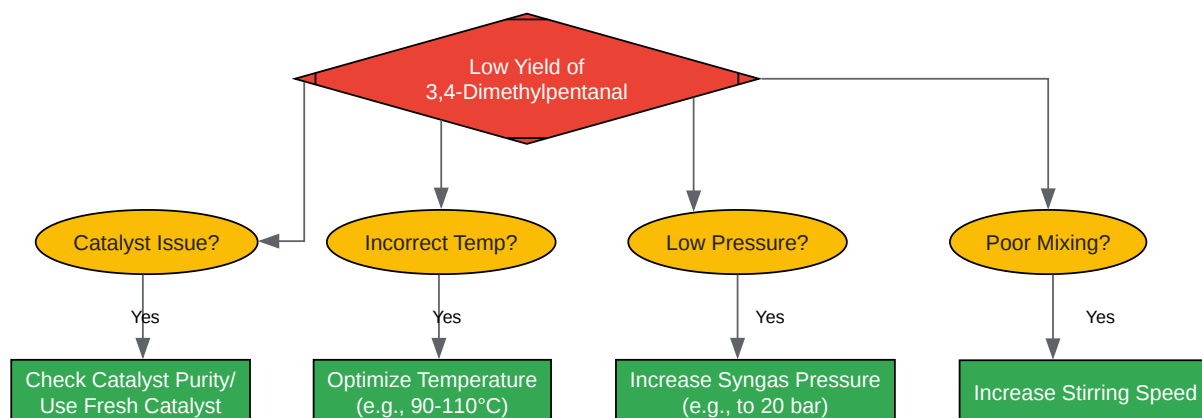 Low Yield of
3,4-Dimethylpentanal
Catalyst Issue?
Incorrect Temp?
Low Pressure?
Poor Mixing?
Yes
Yes
Yes
Yes
Check Catalyst Purity/
Use Fresh Catalyst
Optimize Temperature
(e.g., 90-110°C)
Increase Syngas Pressure
(e.g., to 20 bar)
Increase Stirring Speed